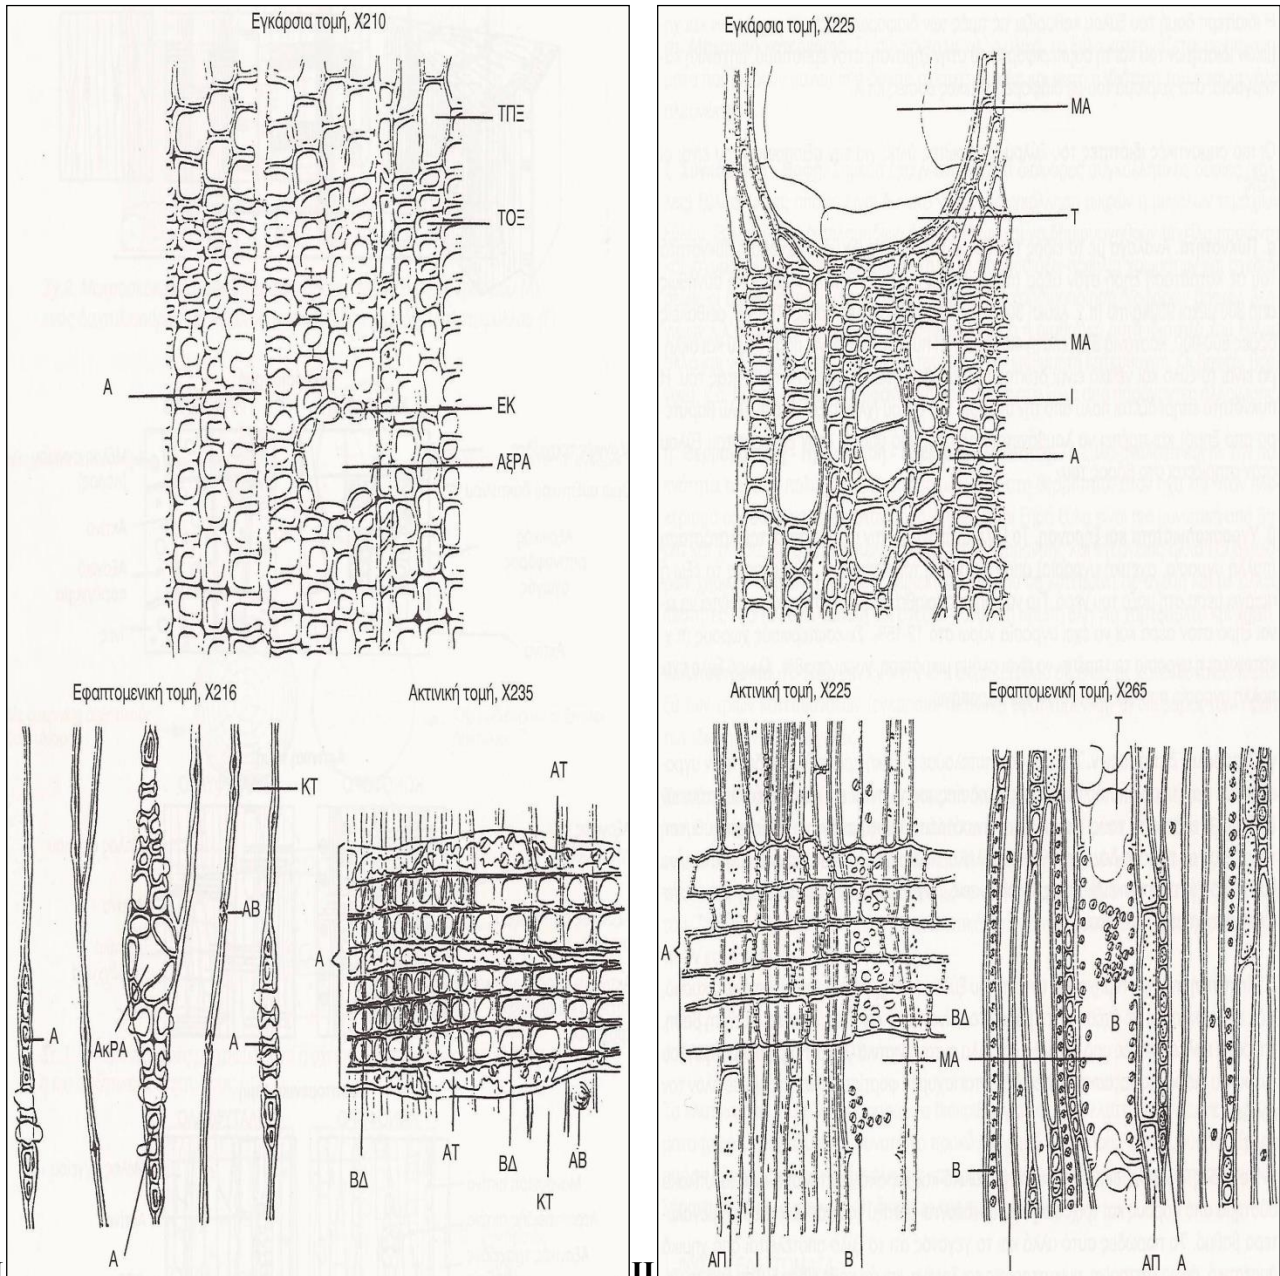 Εγκάρσια τομή, Χ210
ΤΠΞ
ΤΟΞ
Α
ΕΚ
ΑξΡΑ
Εφαπτομενική τομή, Χ216
Ακτινική τομή, Χ235
ΚΤ
ΑΤ
ΑΒ
Α
Α
ΑκΡΑ
Α
Α
ΒΔ
ΑΤ
ΒΔ
ΑΒ
ΚΤ
Εγκάρσια τομή, Χ225
ΜΑ
Τ
ΜΑ
Ι
Α
Ακτινική τομή, Χ225
Εφαπτομενική τομή, Χ265
Τ
Α
ΒΔ
Β
ΜΑ
Β
ΑΠ
Ι
Β
Ι
ΑΠ
Α
II